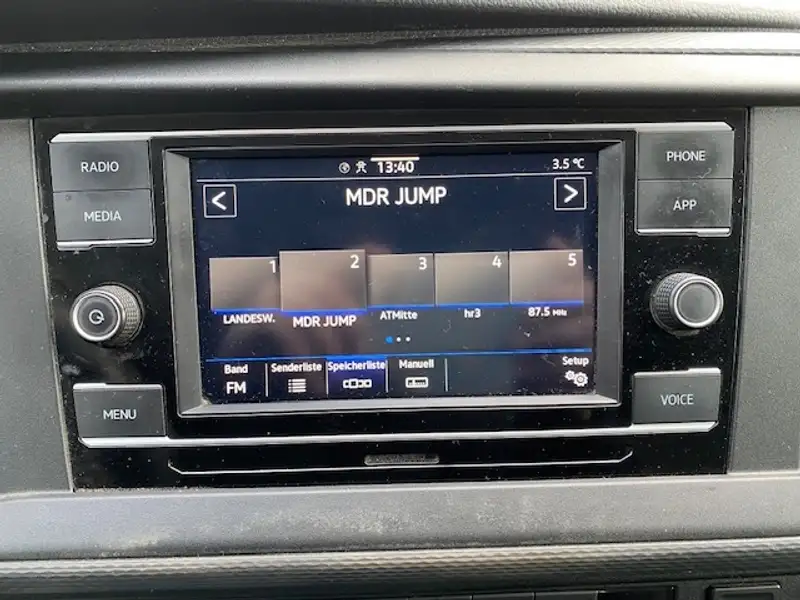 RADIO
MEDIA
MENU
13:40
3.5 °C
MDR JUMP
1
2
3
4
5
LANDESW.
MDR JUMP
ATMitte
hr3
87.5 MHz
Band
FM
Senderliste
Speicherliste
Manuell
Setup
PHONE
APP
VOICE